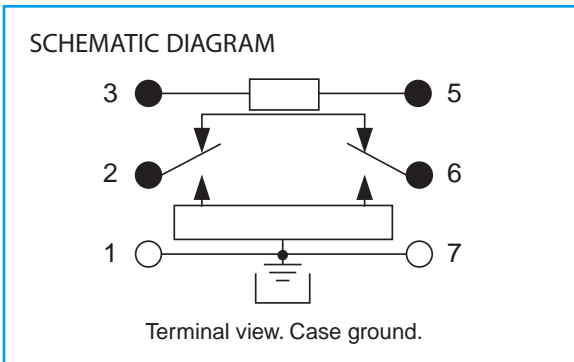 SCHEMATIC DIAGRAM
3 5
2 6
1 7
Terminal view. Case ground.